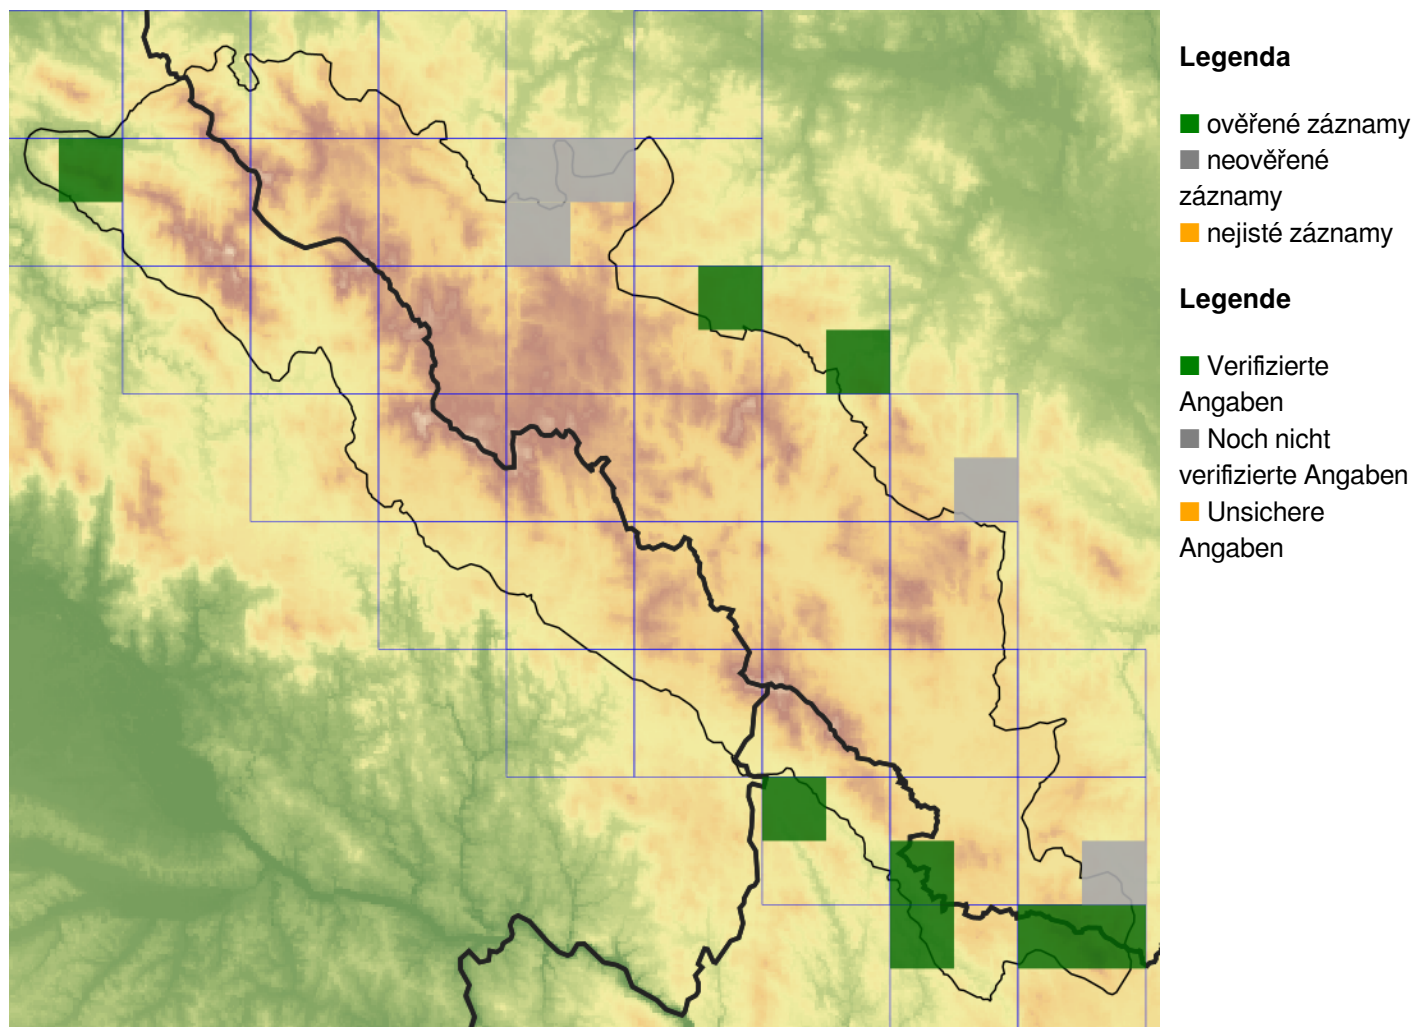 Legenda
ověřené záznamy
neověřené
záznamy
nejisté záznamy
Legende
Verifizierte
Angaben
Noch nicht
verifizierte Angaben
Unsichere
Angaben